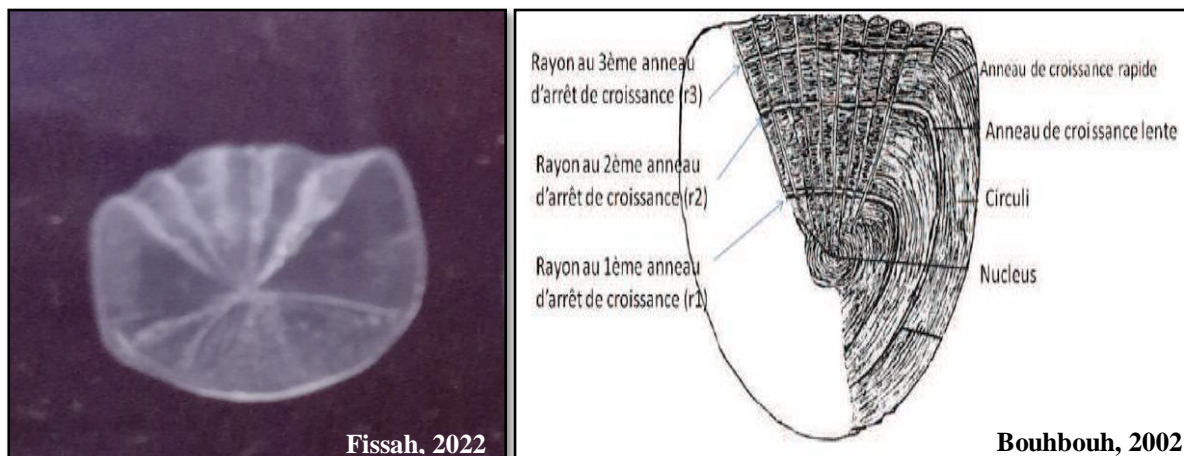 Fissah, 2022
Rayon au 3ème anneau
d'arrêt de croissance (r3)
Rayon au 2ème anneau
d'arrêt de croissance (r2)
Rayon au 1ème anneau
d'arrêt de croissance (r1)
Anneau de croissance rapide
Anneau de croissance lente
Circuli
Nucleus
Bouhbouh, 2002